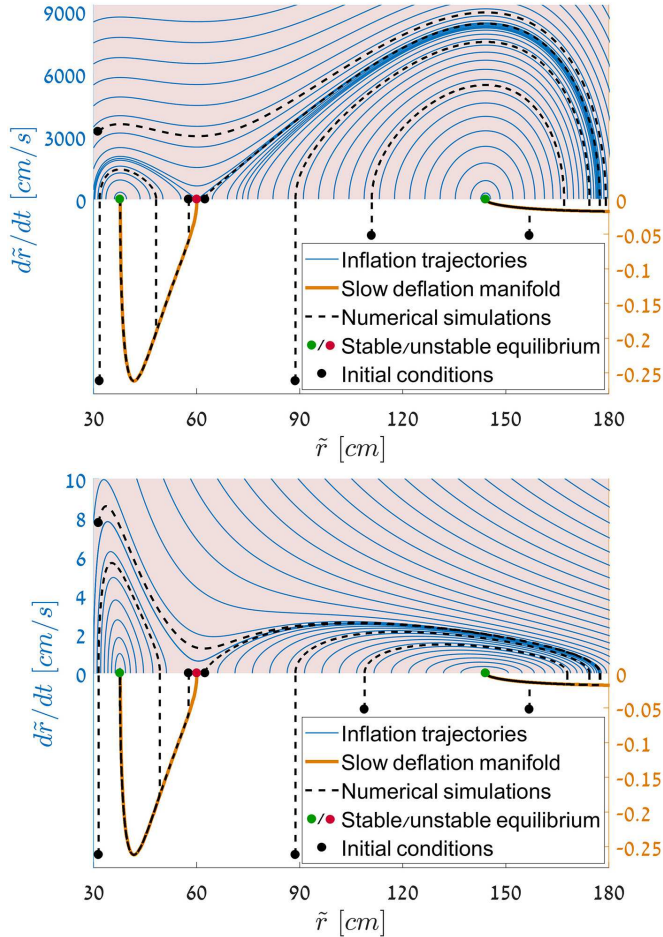 9000
6000
3000
0
dr̃/dt [cm/s]
0
-0.05
-0.1
-0.15
-0.2
-0.25
Inflation trajectories
Slow deflation manifold
Numerical simulations
/ Stable/unstable equilibrium
Initial conditions
30 60 90 120 150 180
r̃ [cm]
10
8
6
4
2
0
dr̃/dt [cm/s]
0
-0.05
-0.1
-0.15
-0.2
-0.25
Inflation trajectories
Slow deflation manifold
Numerical simulations
/ Stable/unstable equilibrium
Initial conditions
30 60 90 120 150 180
r̃ [cm]